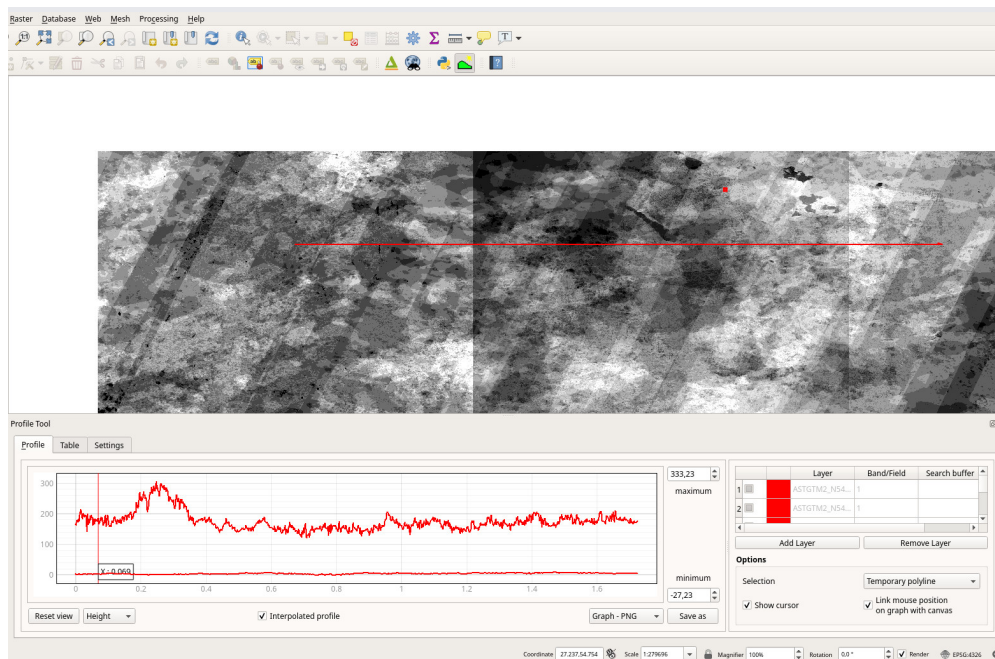 Raster Database Web Mesh Processing Help
Profile Tool
Profile Table Settings
300
200
100
0
X : 0.069
0 0.2 0.4 0.6 0.8 1 1.2 1.4 1.6
333,23
maximum
minimum
-27,23
Reset view Height Interpolated profile Graph - PNG Save as
Layer Band/Field Search buffer
1 ASTGTM2_N54... 1
2 ASTGTM2_N54... 1
Add Layer Remove Layer
Options
Selection Temporary polyline
Show cursor Link mouse position
on graph with canvas
Coordinate 27.237,54.754 Scale 1:279696 Magnifier 100% Rotation 0,0 ° Render EPSG:4326